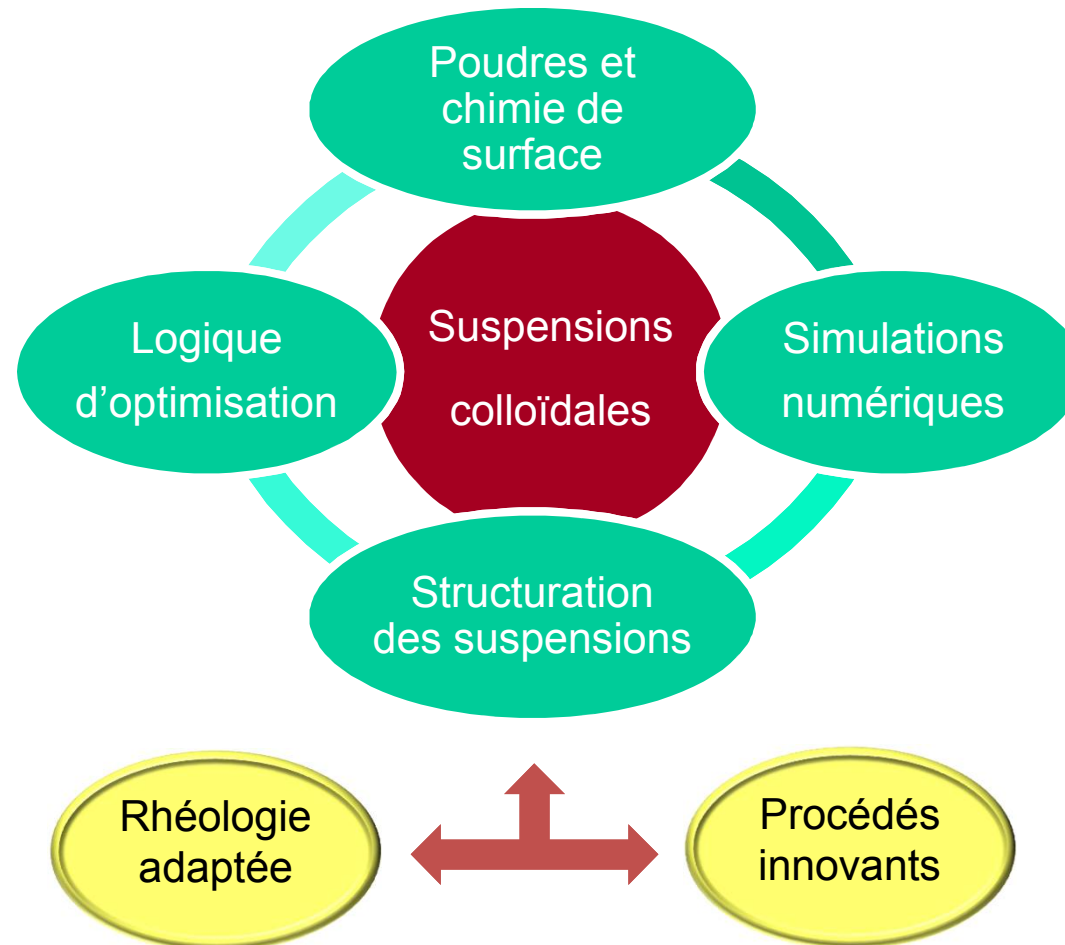 Poudres et
chimie de
surface
Logique
d'optimisation
Suspensions
colloïdales
Simulations
numériques
Structuration
des suspensions
Rhéologie
adaptée
Procédés
innovants